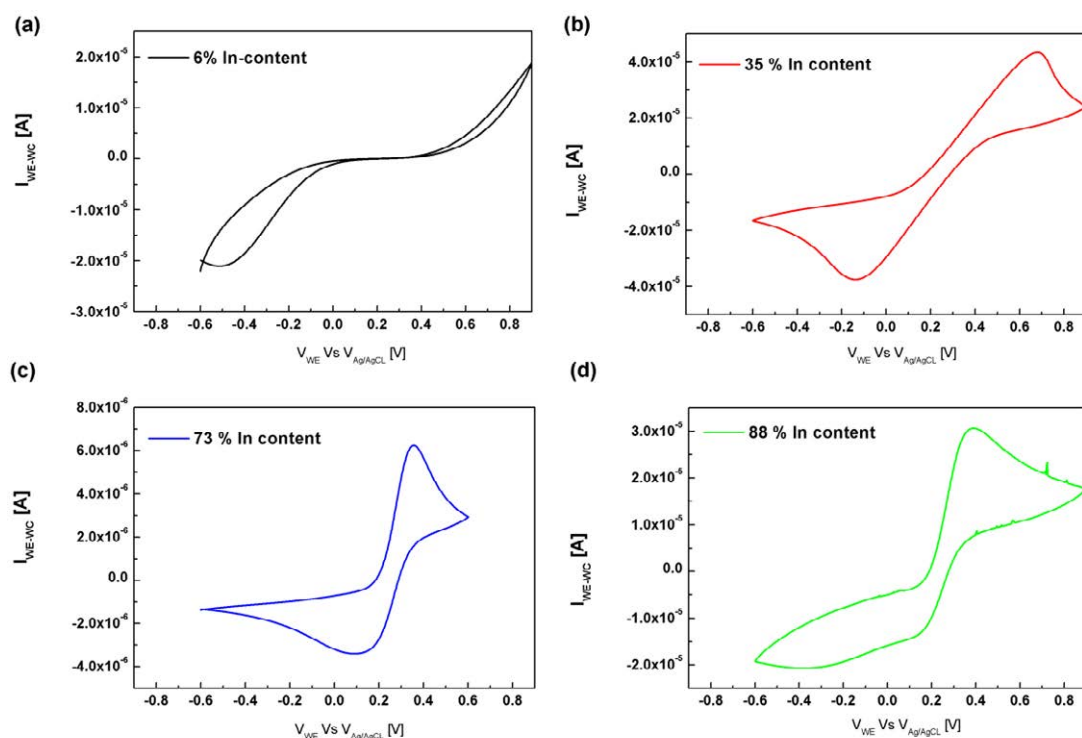 (a)
6% In-content
I_WE-WC [A]
2.0x10⁻⁵
1.0x10⁻⁵
0.0
-1.0x10⁻⁵
-2.0x10⁻⁵
-3.0x10⁻⁵
-0.8 -0.6 -0.4 -0.2 0.0 0.2 0.4 0.6 0.8
V_WE Vs V_Ag/AgCL [V]
(b)
35 % In content
I_WE-WC [A]
4.0x10⁻⁵
2.0x10⁻⁵
0.0
-2.0x10⁻⁵
-4.0x10⁻⁵
-0.8 -0.6 -0.4 -0.2 0.0 0.2 0.4 0.6 0.8
V_WE Vs V_Ag/AgCL [V]
(c)
73 % In content
I_WE-WC [A]
8.0x10⁻⁶
6.0x10⁻⁶
4.0x10⁻⁶
2.0x10⁻⁶
0.0
-2.0x10⁻⁶
-4.0x10⁻⁶
-0.8 -0.6 -0.4 -0.2 0.0 0.2 0.4 0.6 0.8
V_WE Vs V_Ag/AgCL [V]
(d)
88 % In content
I_WE-WC [A]
3.0x10⁻⁵
2.0x10⁻⁵
1.0x10⁻⁵
0.0
-1.0x10⁻⁵
-2.0x10⁻⁵
-0.8 -0.6 -0.4 -0.2 0.0 0.2 0.4 0.6 0.8
V_WE Vs V_Ag/AgCL [V]